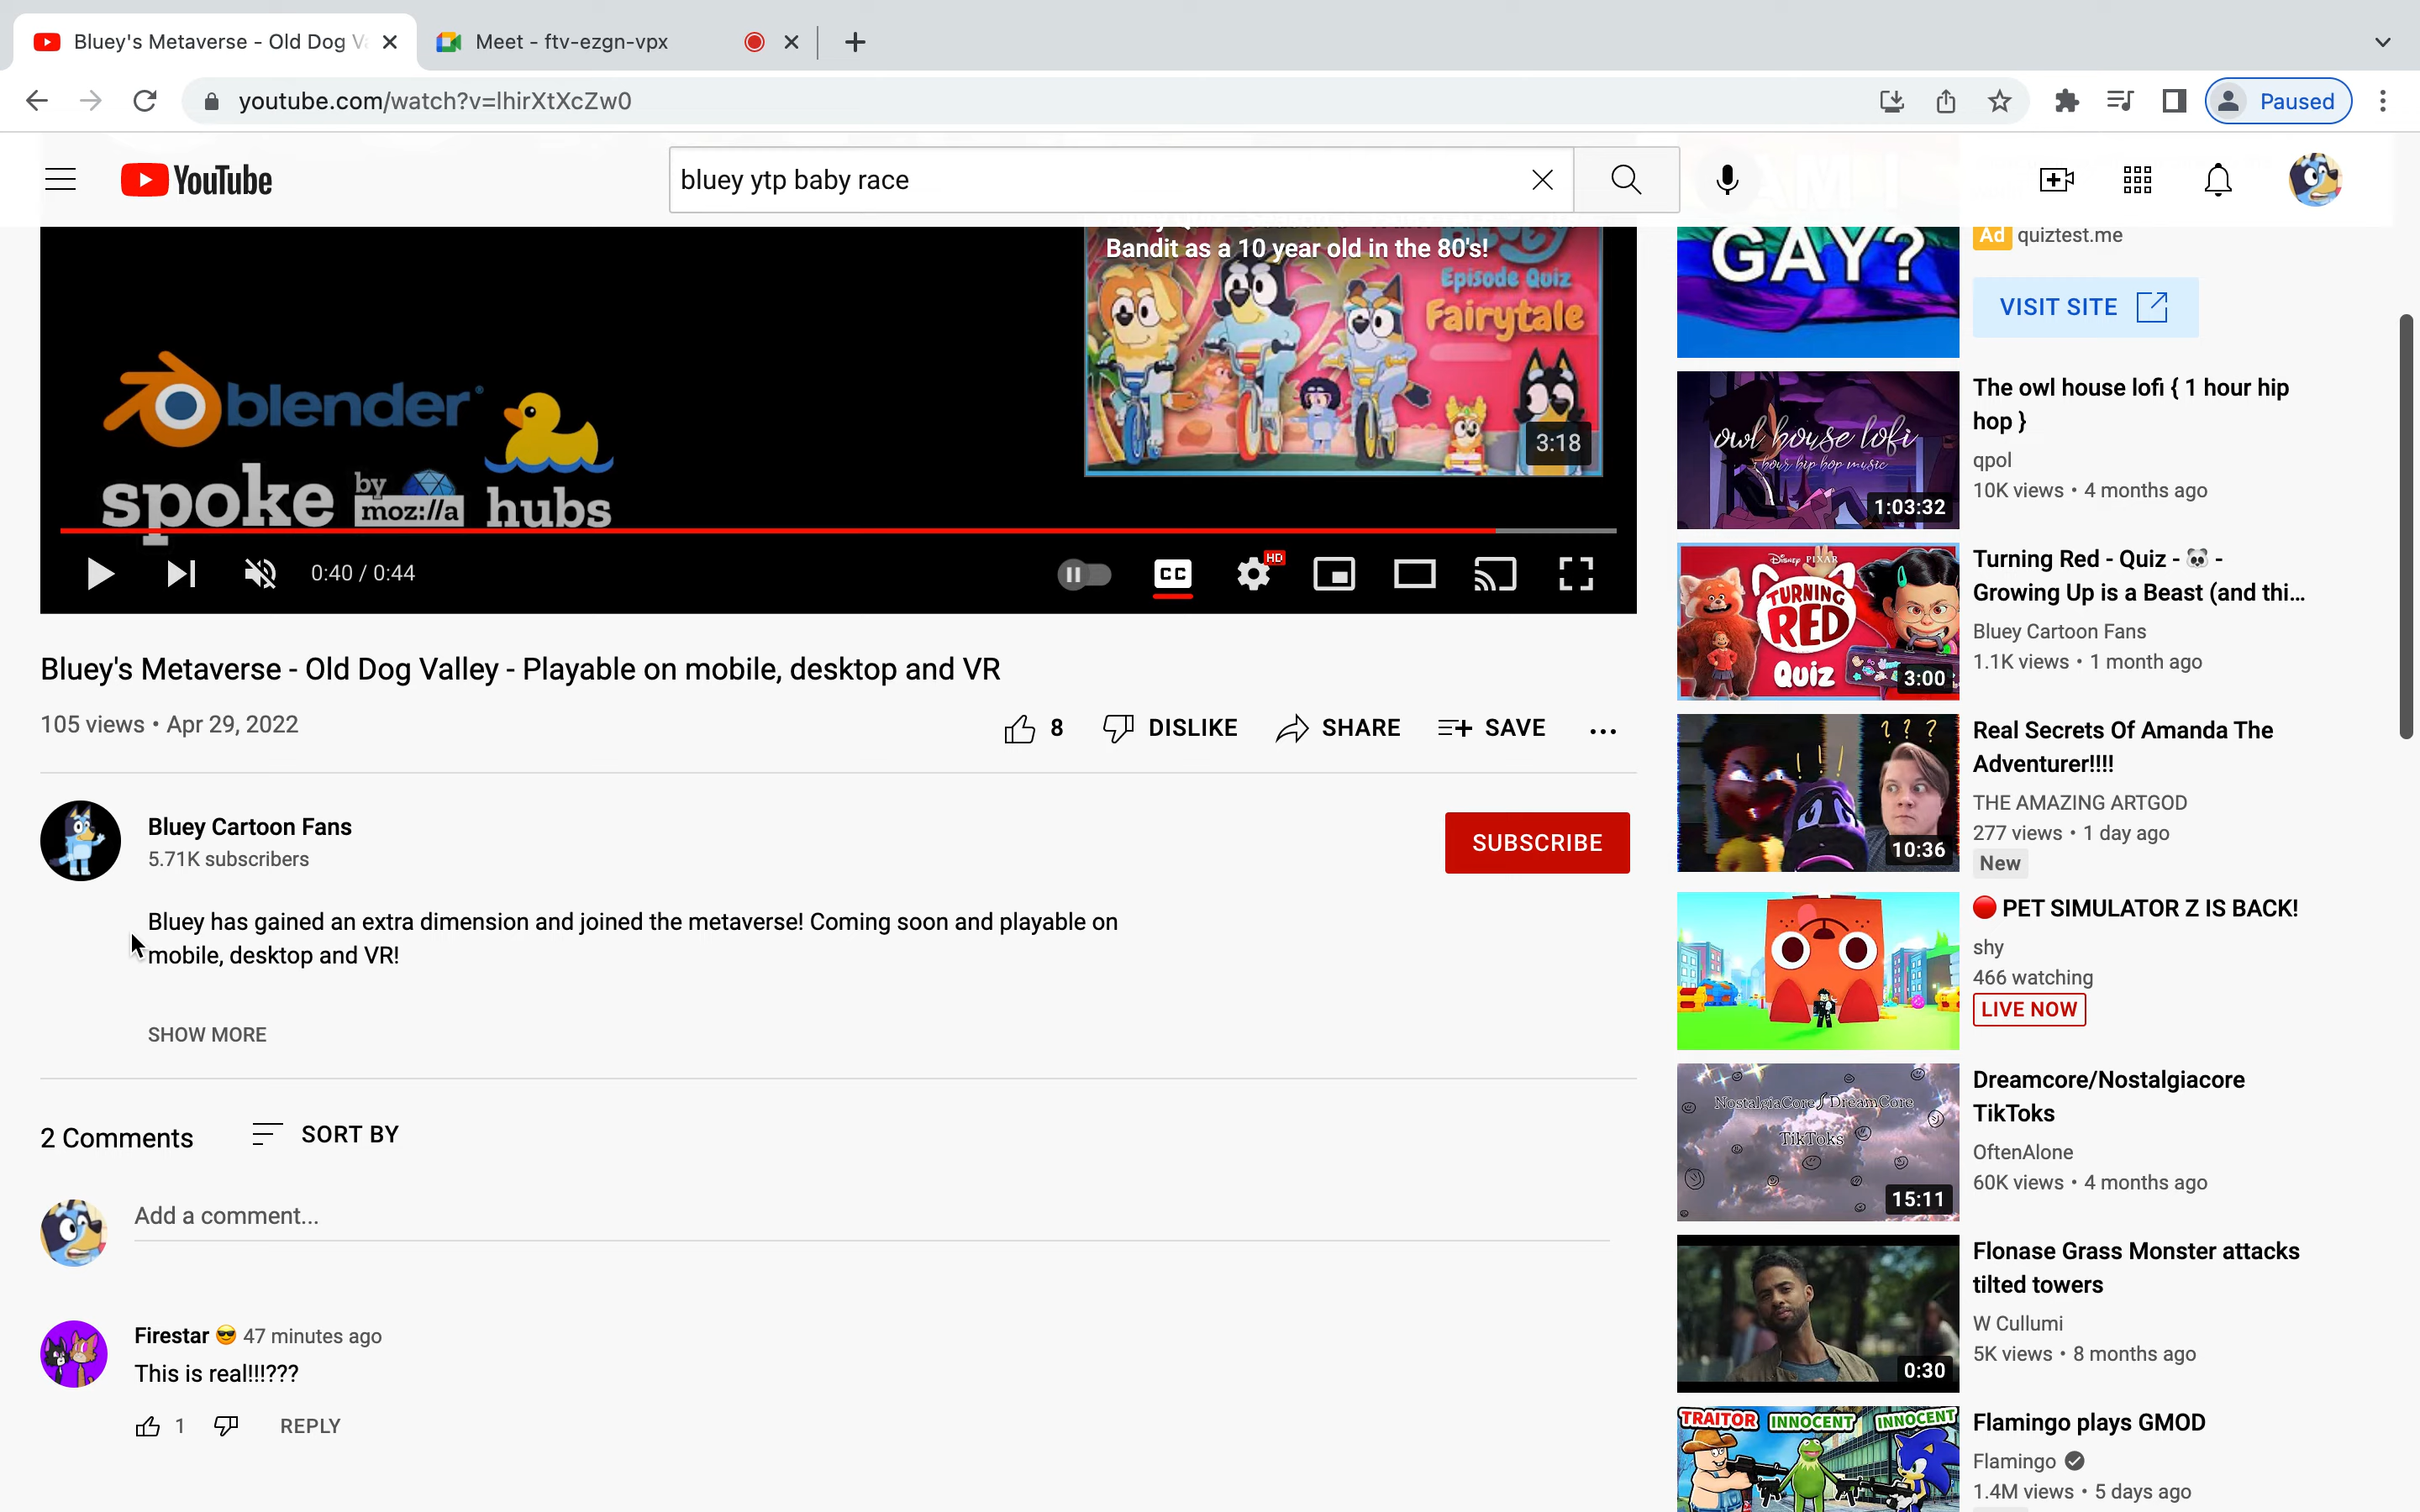 Bluey's Metaverse - Old Dog V
Meet - ftv-ezgn-vpx
youtube.com/watch?v=lhirXtXcZw0
Paused
YouTube
bluey ytp baby race
Bandit as a 10 year old in the 80's!
Episode Quiz
Fairytale
3:18
blender
spoke
by
moz://a
hubs
0:40 / 0:44
CC
HD
Bluey's Metaverse - Old Dog Valley - Playable on mobile, desktop and VR
105 views • Apr 29, 2022
8
DISLIKE
SHARE
SAVE
Bluey Cartoon Fans
5.71K subscribers
SUBSCRIBE
Bluey has gained an extra dimension and joined the metaverse! Coming soon and playable on
mobile, desktop and VR!
SHOW MORE
2 Comments
SORT BY
Add a comment...
Firestar 😎 47 minutes ago
This is real!!!???
1
REPLY
AM I
GAY?
Ad quiztest.me
VISIT SITE
owl house lofi
1 hour hip hop music
1:03:32
The owl house lofi { 1 hour hip
hop }
qpol
10K views • 4 months ago
Disney PIXAR
TURNING
RED
Quiz
3:00
Turning Red - Quiz - 🐼 -
Growing Up is a Beast (and thi...
Bluey Cartoon Fans
1.1K views • 1 month ago
? ? ?
! ! !
10:36
Real Secrets Of Amanda The
Adventurer!!!!
THE AMAZING ARTGOD
277 views • 1 day ago
New
🔴 PET SIMULATOR Z IS BACK!
shy
466 watching
LIVE NOW
NostalgiaCore/DreamCore
TikToks
15:11
Dreamcore/Nostalgiacore
TikToks
OftenAlone
60K views • 4 months ago
0:30
Flonase Grass Monster attacks
tilted towers
W Cullumi
5K views • 8 months ago
TRAITOR INNOCENT INNOCENT
Flamingo plays GMOD
Flamingo
1.4M views • 5 days ago